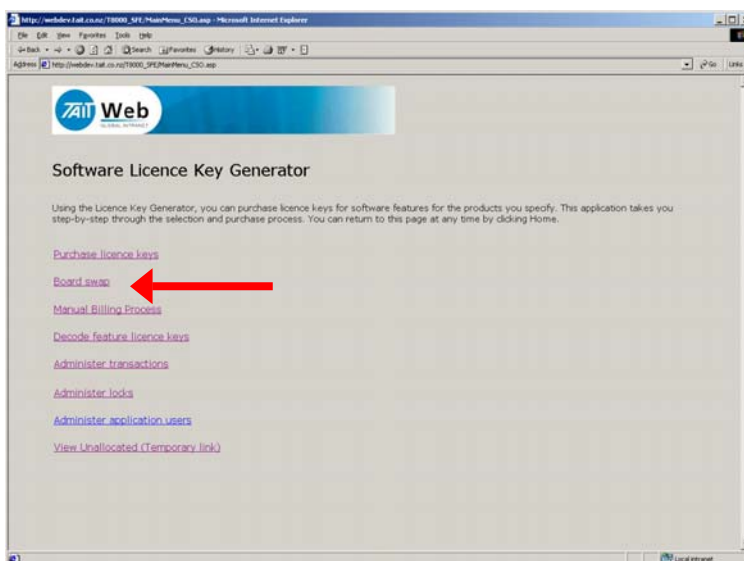 http://webdev.tait.co.nz/T8000_SFE/MainMenu_CSO.asp - Microsoft Internet Explorer
File Edit View Favorites Tools Help
Back Search Favorites History
Address http://webdev.tait.co.nz/T8000_SFE/MainMenu_CSO.asp Go Links
TAIT Web
GLOBAL INTRANET
Software Licence Key Generator
Using the Licence Key Generator, you can purchase licence keys for software features for the products you specify. This application takes you
step-by-step through the selection and purchase process. You can return to this page at any time by clicking Home.
Purchase licence keys
Board swap
Manual Billing Process
Decode feature licence keys
Administer transactions
Administer locks
Administer application users
View Unallocated (Temporary link)
Local intranet